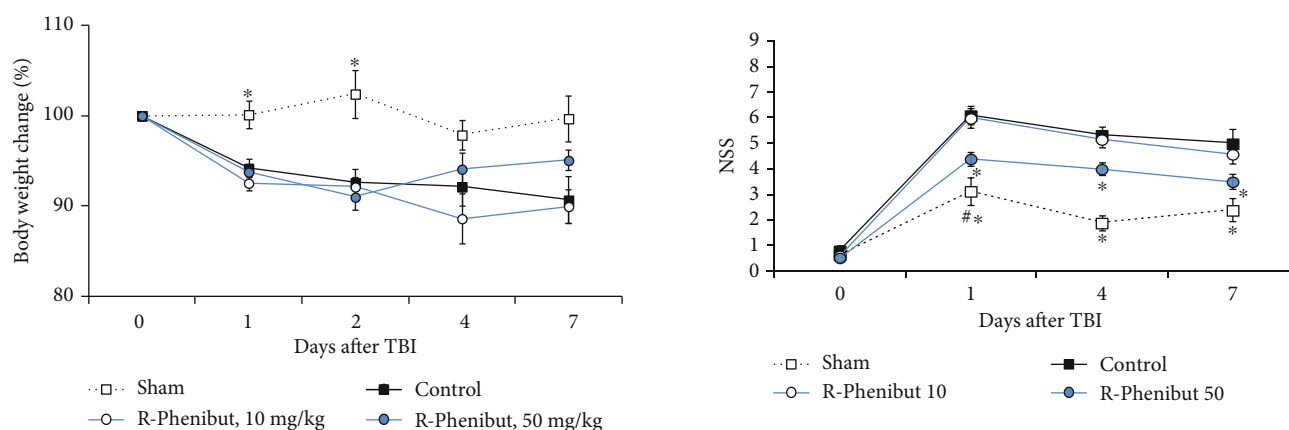 110
100
90
80
Body weight change (%)
*
*
0 1 2 4 7
Days after TBI
Sham
Control
R-Phenibut, 10 mg/kg
R-Phenibut, 50 mg/kg
9
8
7
6
5
4
3
2
1
0
NSS
*
#*
*
*
*
*
0 1 4 7
Days after TBI
Sham
Control
R-Phenibut 10
R-Phenibut 50